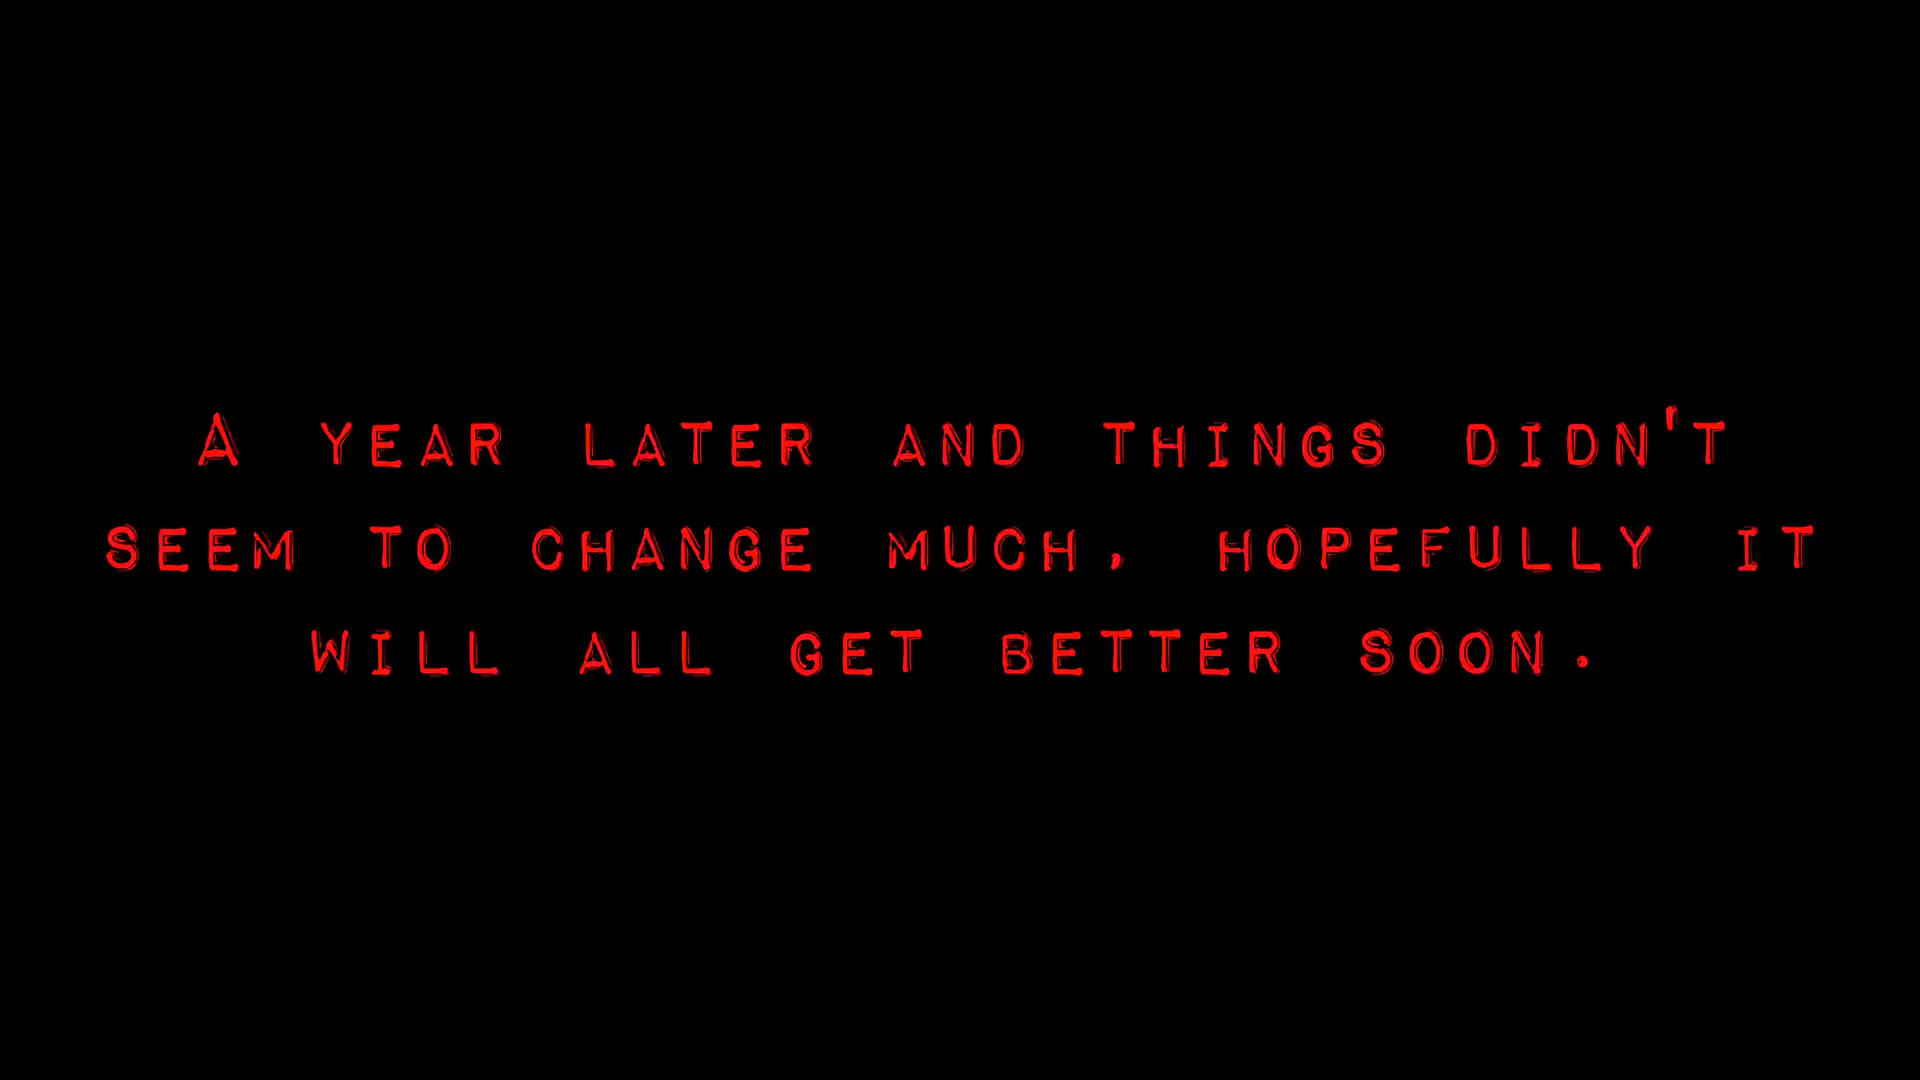 A YEAR LATER AND THINGS DIDN'T
SEEM TO CHANGE MUCH, HOPEFULLY IT
WILL ALL GET BETTER SOON.